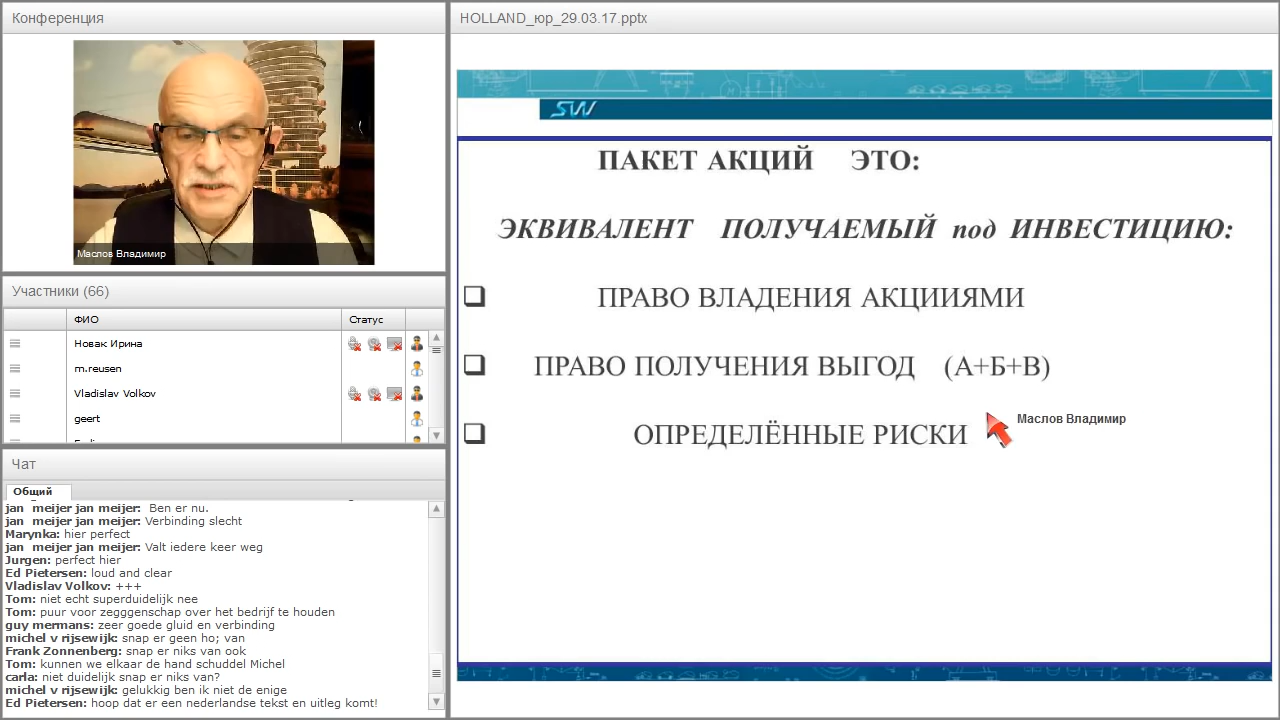 Конференция
Маслов Владимир
Участники (66)
ФИО
Статус
Новак Ирина
m.reusen
Vladislav Volkov
geert
Чат
Общий
jan meijer jan meijer: Ben er nu.
jan meijer jan meijer: Verbinding slecht
Marynka: hier perfect
jan meijer jan meijer: Valt iedere keer weg
Jurgen: perfect hier
Ed Pietersen: loud and clear
Vladislav Volkov: +++
Tom: niet echt superduidelijk nee
Tom: puur voor zegggenschap over het bedrijf te houden
guy mermans: zeer goede gluid en verbinding
michel v rijsewijk: snap er geen ho; van
Frank Zonnenberg: snap er niks van ook
Tom: kunnen we elkaar de hand schuddel Michel
carla: niet duidelijk snap er niks van?
michel v rijsewijk: gelukkig ben ik niet de enige
Ed Pietersen: hoop dat er een nederlandse tekst en uitleg komt!
HOLLAND_юр_29.03.17.pptx
SW
ПАКЕТ АКЦИЙ ЭТО:
ЭКВИВАЛЕНТ ПОЛУЧАЕМЫЙ под ИНВЕСТИЦИЮ:
ПРАВО ВЛАДЕНИЯ АКЦИИЯМИ
ПРАВО ПОЛУЧЕНИЯ ВЫГОД (А+Б+В)
ОПРЕДЕЛЁННЫЕ РИСКИ
Маслов Владимир